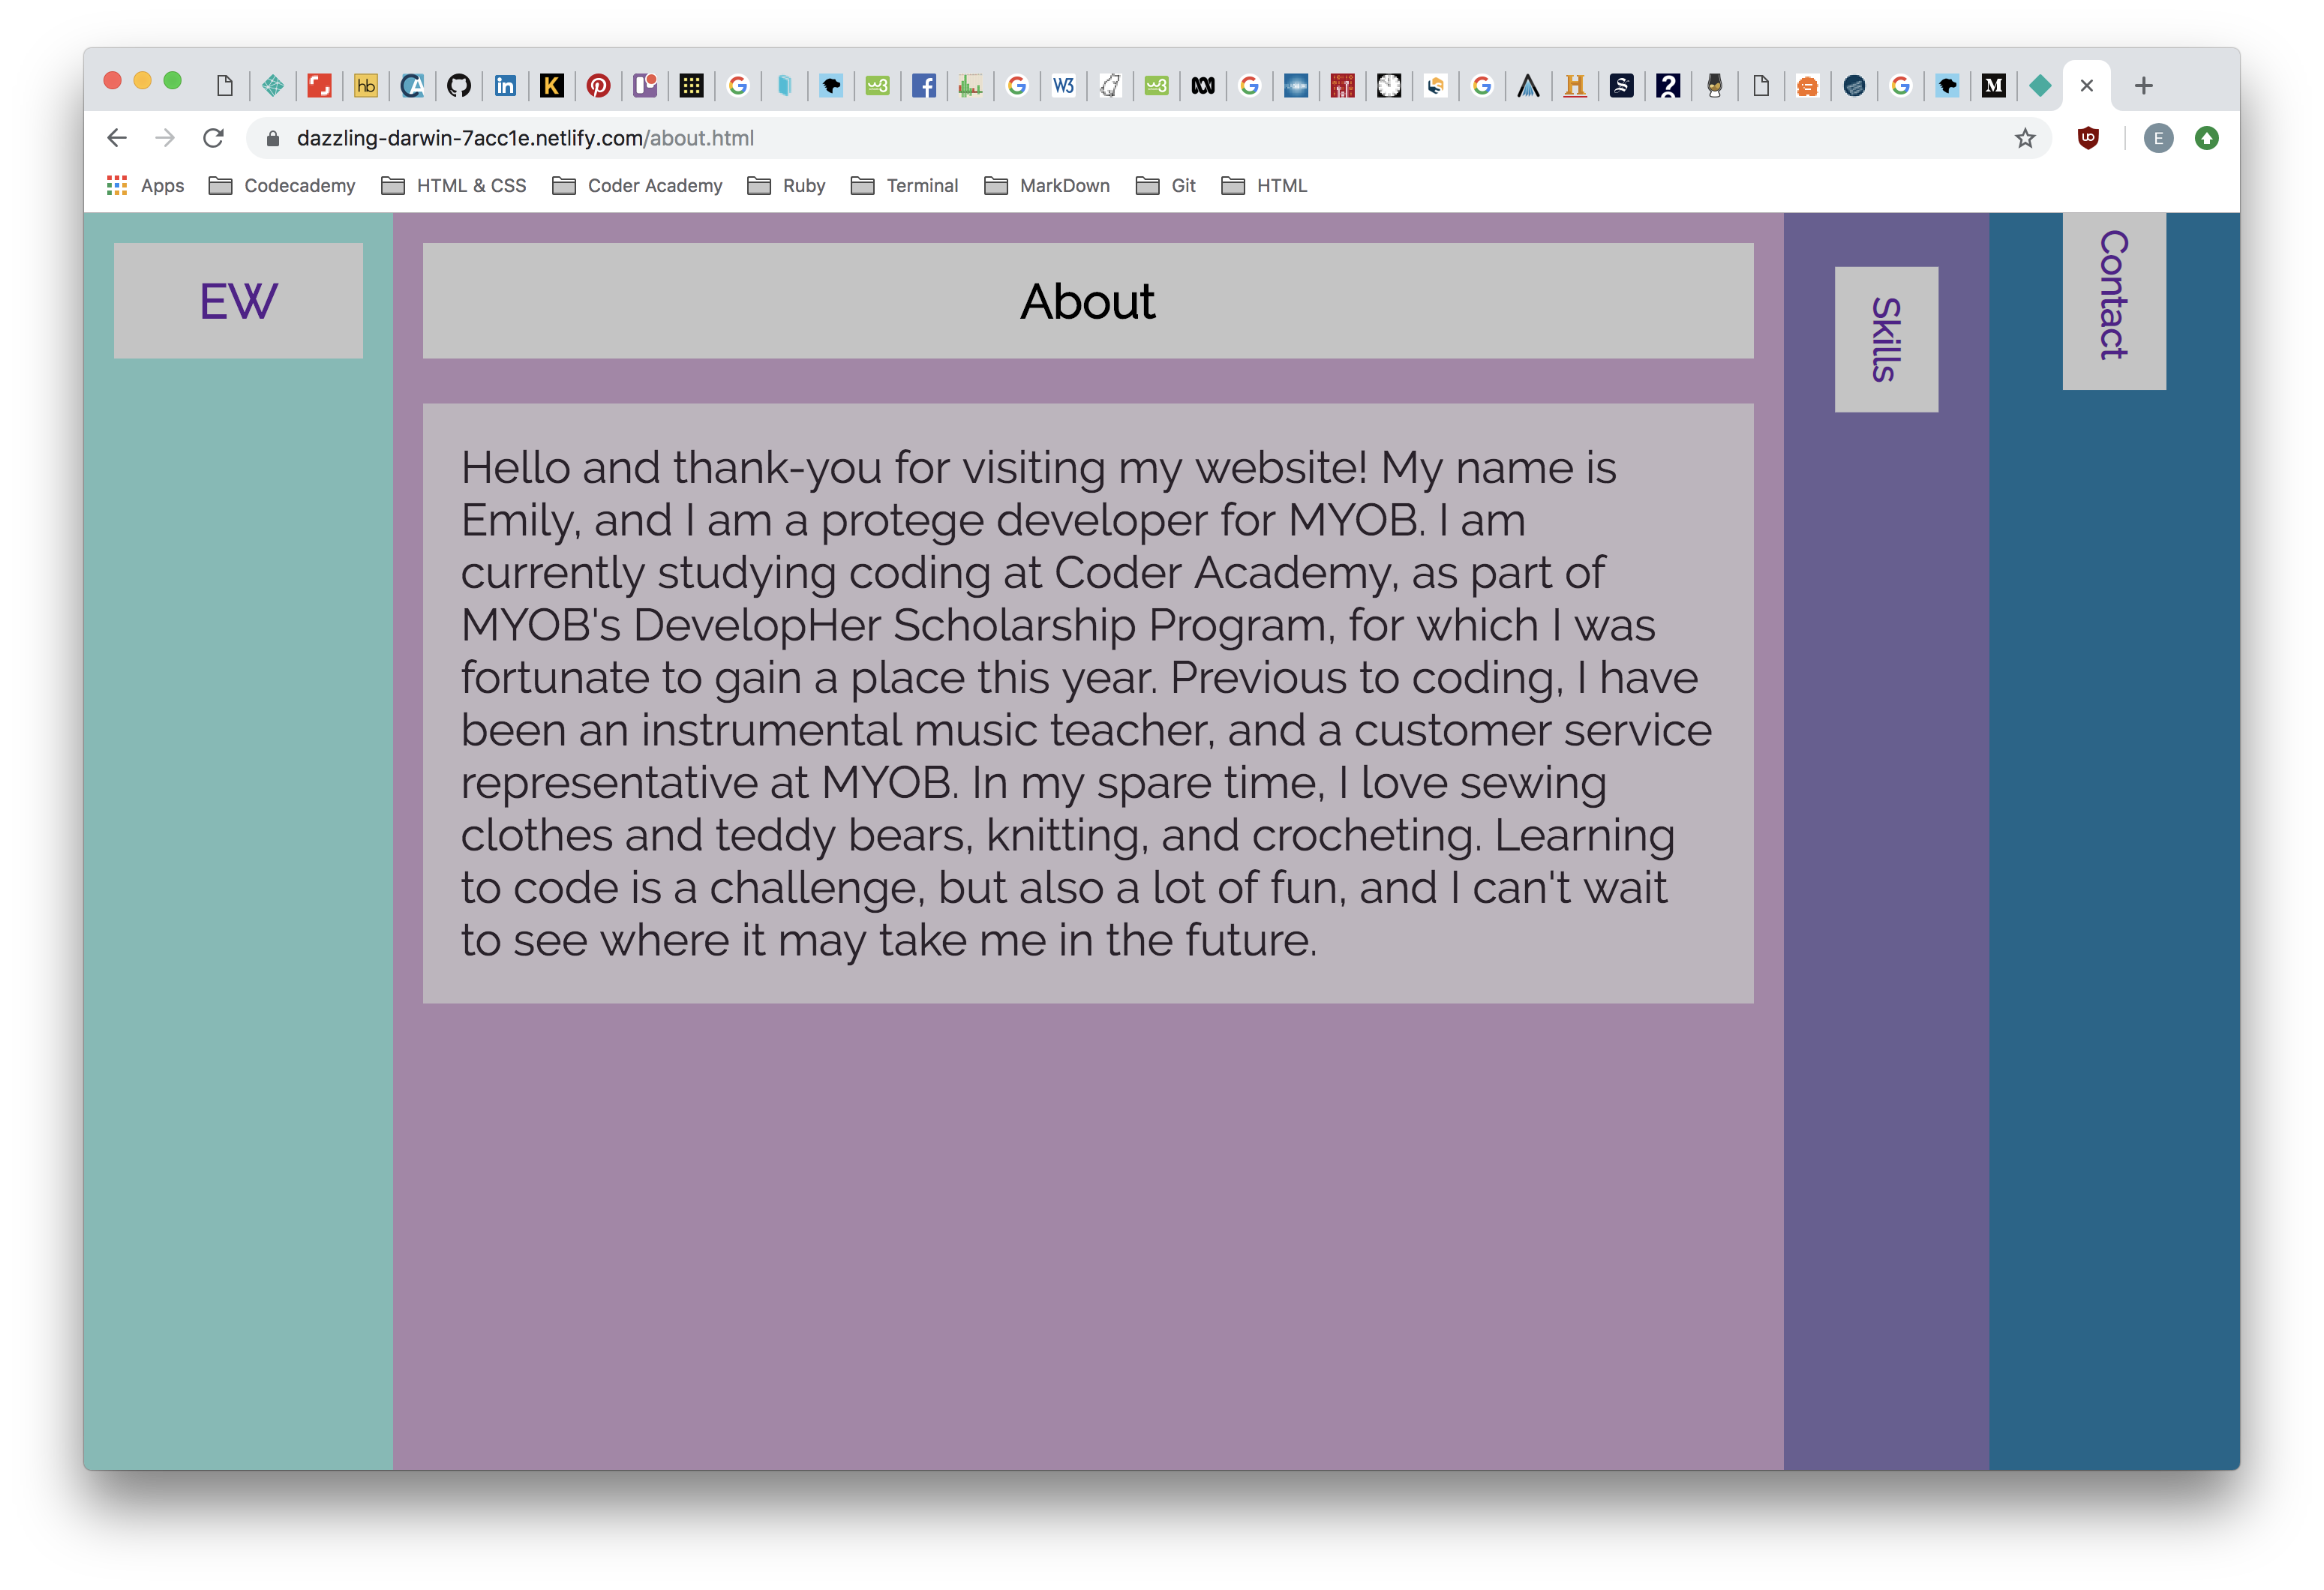 hb
CA
in
K
G
w3
f
G
W3
w3
G
G
H
S
?
G
M
dazzling-darwin-7acc1e.netlify.com/about.html
E
Apps Codecademy HTML & CSS Coder Academy Ruby Terminal MarkDown Git HTML
EW
About
Skills
Contact
Hello and thank-you for visiting my website! My name is
Emily, and I am a protege developer for MYOB. I am
currently studying coding at Coder Academy, as part of
MYOB's DevelopHer Scholarship Program, for which I was
fortunate to gain a place this year. Previous to coding, I have
been an instrumental music teacher, and a customer service
representative at MYOB. In my spare time, I love sewing
clothes and teddy bears, knitting, and crocheting. Learning
to code is a challenge, but also a lot of fun, and I can't wait
to see where it may take me in the future.